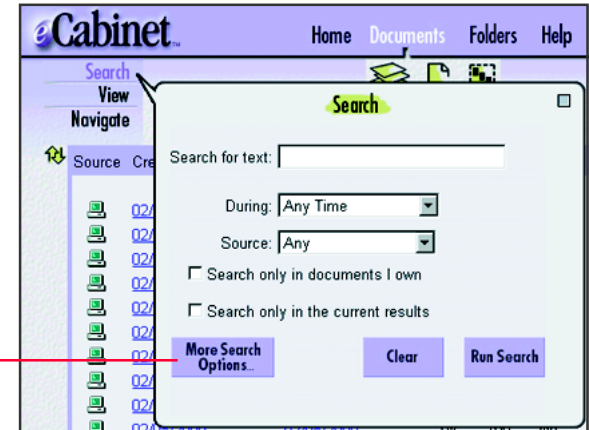 eCabinet™
Home Documents Folders Help
Search
View
Navigate
Search
Source Cre
Search for text:
During: Any Time
Source: Any
Search only in documents I own
Search only in the current results
More Search
Options...
Clear
Run Search
02/
02/
02/
02/
02/
02/
02/
02/
02/